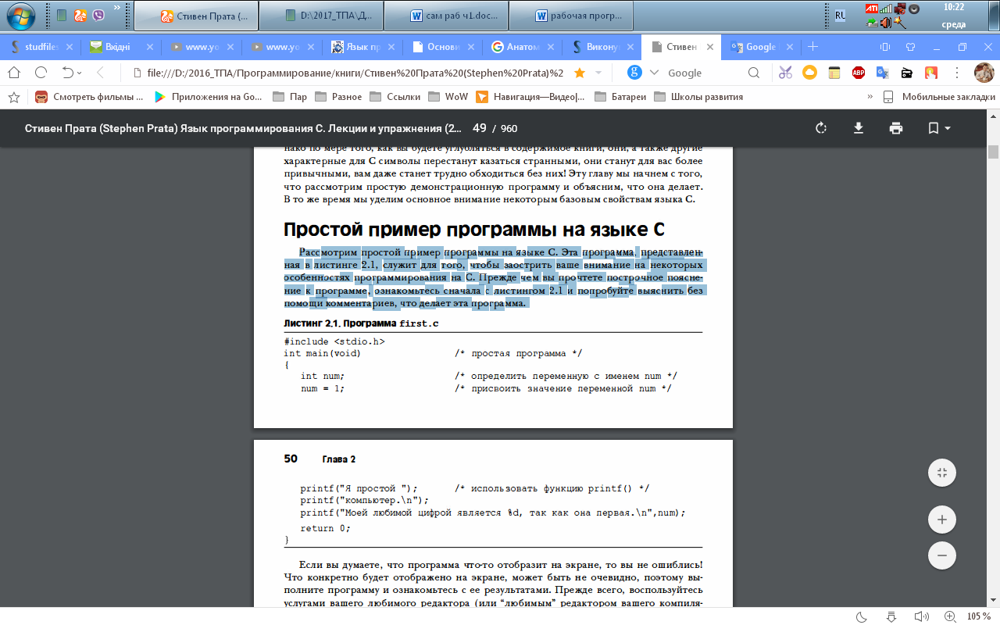 Стивен Прата (...
D:\2017_ТПА\Д...
сам раб ч1.doc...
рабочая прогр...
RU
10:22
среда
studfiles
Вхідні
www.yo
www.yo
Язык пр
Основи
Анатом
Викону
Стивен
Google
file:///D:/2016_ТПА/Программирование/книги/Стивен%20Прата%20(Stephen%20Prata)%2
Google
ABP
Смотреть фильмы ...
Приложения на Go...
Пар
Разное
Ссылки
WoW
Навигация—Видео|...
Батареи
Школы развития
»
Мобильные закладки
Стивен Прата (Stephen Prata) Язык программирования C. Лекции и упражнения (2...
49 / 960
нако по мере того, как вы будете углубляться в содержимое книги, они, а также другие
характерные для С символы перестанут казаться странными, они станут для вас более
привычными, вам даже станет трудно обходиться без них! Эту главу мы начнем с того,
что рассмотрим простую демонстрационную программу и объясним, что она делает.
В то же время мы уделим основное внимание некоторым базовым свойствам языка С.
Простой пример программы на языке С
Рассмотрим простой пример программы на языке С. Эта программа, представлен-
ная в листинге 2.1, служит для того, чтобы заострить ваше внимание на некоторых
особенностях программирования на С. Прежде чем вы прочтете построчное поясне-
ние к программе, ознакомьтесь сначала с листингом 2.1 и попробуйте выяснить без
помощи комментариев, что делает эта программа.
Листинг 2.1. Программа first.c
#include <stdio.h>
int main(void) /* простая программа */
{
int num; /* определить переменную с именем num */
num = 1; /* присвоить значение переменной num */
50 Глава 2
printf("Я простой "); /* использовать функцию printf() */
printf("компьютер.\n");
printf("Моей любимой цифрой является %d, так как она первая.\n",num);
return 0;
}
Если вы думаете, что программа что-то отобразит на экране, то вы не ошиблись!
Что конкретно будет отображено на экране, может быть не очевидно, поэтому вы-
полните программу и ознакомьтесь с ее результатами. Прежде всего, воспользуйтесь
услугами вашего любимого редактора (или "любимым" редактором вашего компиля-
105 %